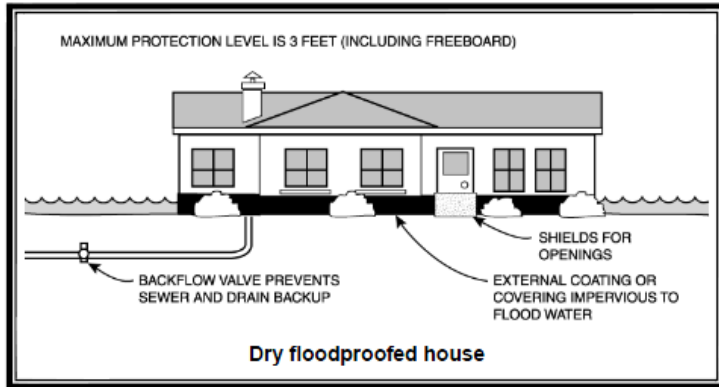 MAXIMUM PROTECTION LEVEL IS 3 FEET (INCLUDING FREEBOARD)
SHIELDS FOR
OPENINGS
BACKFLOW VALVE PREVENTS
SEWER AND DRAIN BACKUP
EXTERNAL COATING OR
COVERING IMPERVIOUS TO
FLOOD WATER
Dry floodproofed house